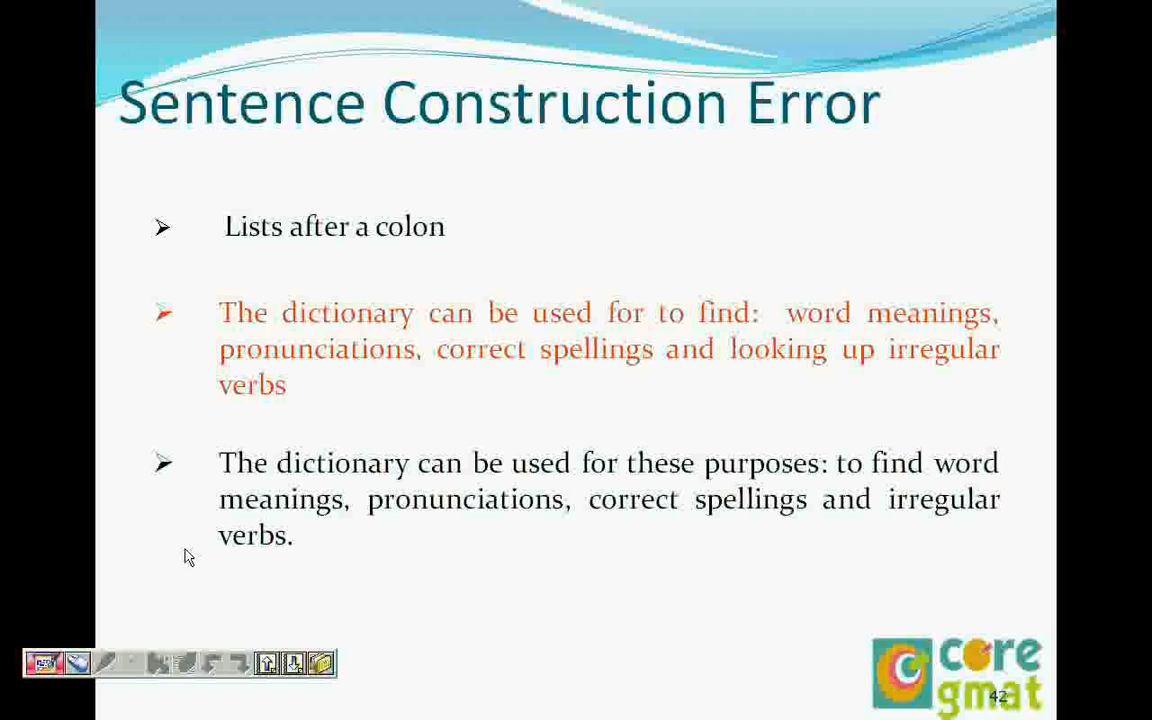 Sentence Construction Error
Lists after a colon
The dictionary can be used for to find: word meanings,
pronunciations, correct spellings and looking up irregular
verbs
The dictionary can be used for these purposes: to find word
meanings, pronunciations, correct spellings and irregular
verbs.
core
gmat
42